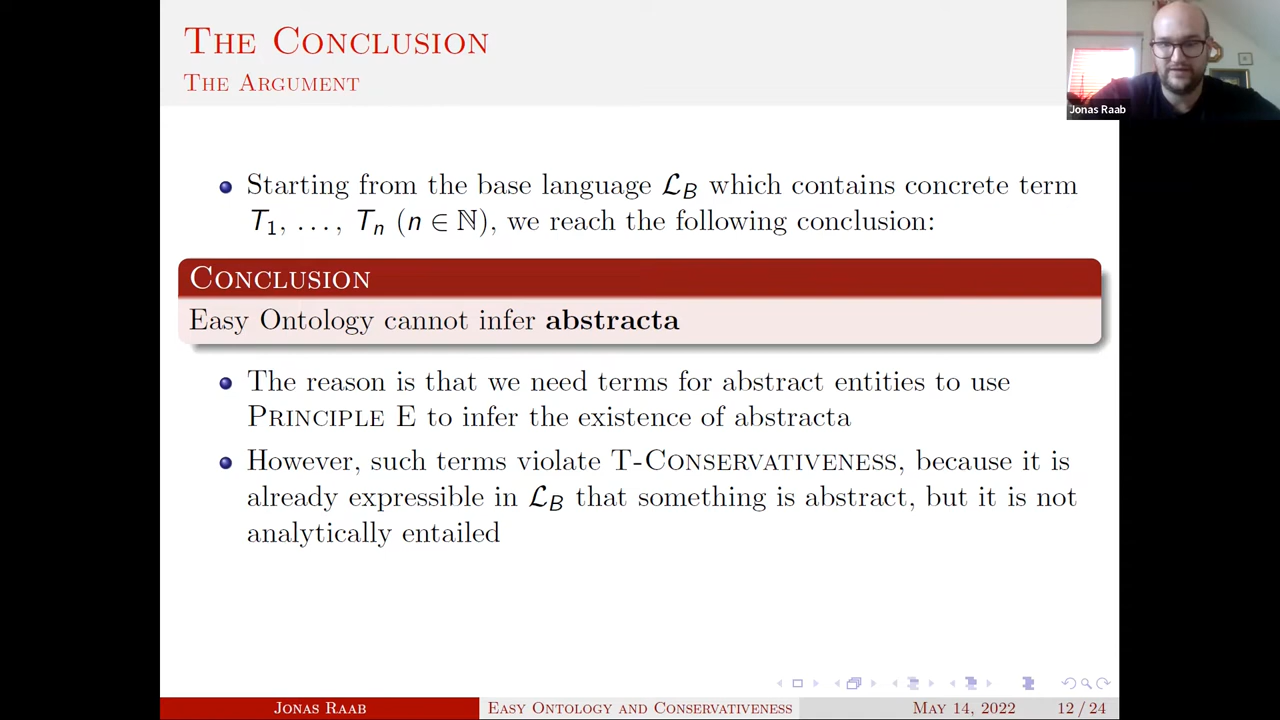 The Conclusion
The Argument
Jonas Raab
Starting from the base language ℒ_B which contains concrete term
T₁, …, Tₙ (n ∈ ℕ), we reach the following conclusion:
Conclusion
Easy Ontology cannot infer abstracta
The reason is that we need terms for abstract entities to use
Principle E to infer the existence of abstracta
However, such terms violate T-Conservativeness, because it is
already expressible in ℒ_B that something is abstract, but it is not
analytically entailed
Jonas Raab
Easy Ontology and Conservativeness
May 14, 2022
12 / 24